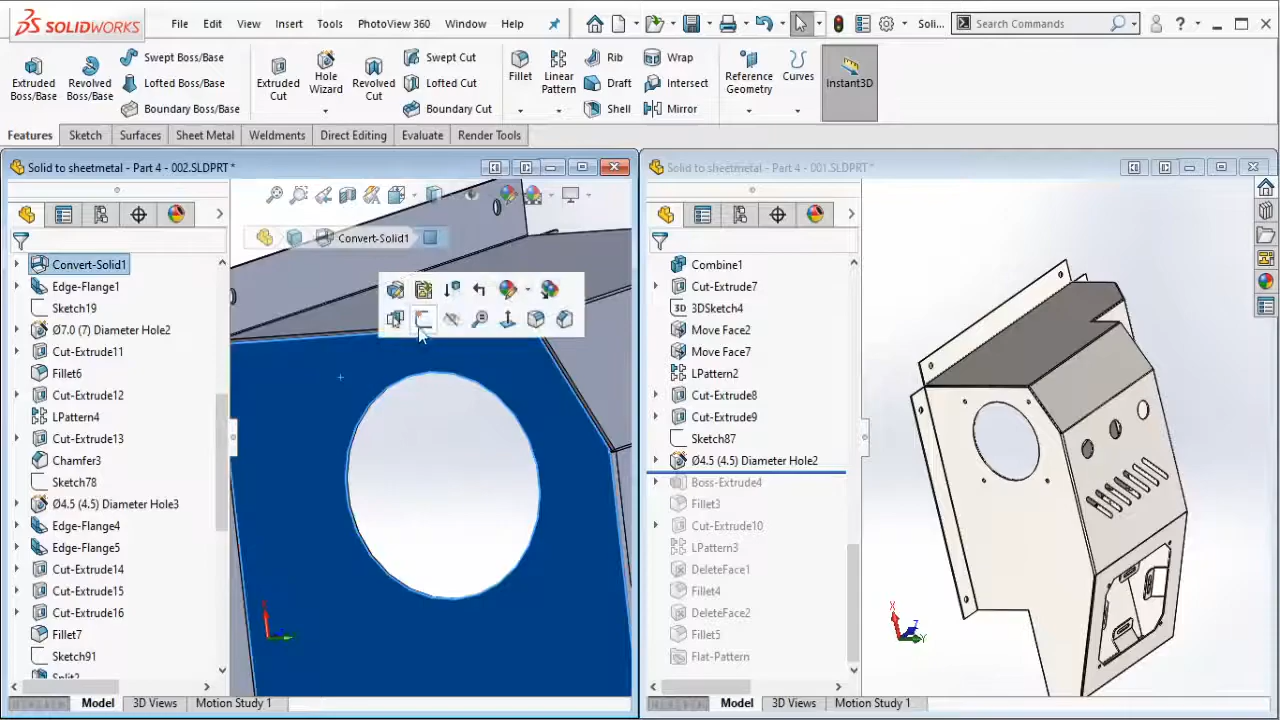 SOLIDWORKS File Edit View Insert Tools PhotoView 360 Window Help Soli... Search Commands ?
Extruded Boss/Base
Revolved Boss/Base
Swept Boss/Base
Lofted Boss/Base
Boundary Boss/Base
Extruded Cut
Hole Wizard
Revolved Cut
Swept Cut
Lofted Cut
Boundary Cut
Fillet
Linear Pattern
Rib
Draft
Shell
Wrap
Intersect
Mirror
Reference Geometry
Curves
Instant3D
Features Sketch Surfaces Sheet Metal Weldments Direct Editing Evaluate Render Tools
Solid to sheetmetal - Part 4 - 002.SLDPRT *
Convert-Solid1
Convert-Solid1
Edge-Flange1
Sketch19
Ø7.0 (7) Diameter Hole2
Cut-Extrude11
Fillet6
Cut-Extrude12
LPattern4
Cut-Extrude13
Chamfer3
Sketch78
Ø4.5 (4.5) Diameter Hole3
Edge-Flange4
Edge-Flange5
Cut-Extrude14
Cut-Extrude15
Cut-Extrude16
Fillet7
Sketch91
Split2
Model 3D Views Motion Study 1
Solid to sheetmetal - Part 4 - 001.SLDPRT *
Combine1
Cut-Extrude7
3D 3DSketch4
Move Face2
Move Face7
LPattern2
Cut-Extrude8
Cut-Extrude9
Sketch87
Ø4.5 (4.5) Diameter Hole2
Boss-Extrude4
Fillet3
Cut-Extrude10
LPattern3
DeleteFace1
Fillet4
DeleteFace2
Fillet5
Flat-Pattern
X
Z
Y
Model 3D Views Motion Study 1